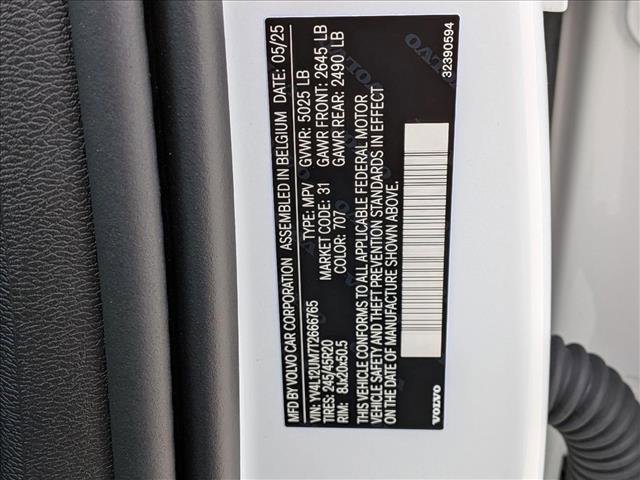 MFD BY VOLVO CAR CORPORATION ASSEMBLED IN BELGIUM DATE: 05/25
VIN: YV4L12UM7T2666765 TYPE: MPV GVWR: 5025 LB
TIRES: 245/45R20 MARKET CODE: 31 GAWR FRONT: 2645 LB
RIM: 8Jx20x50.5 COLOR: 707 GAWR REAR: 2490 LB
THIS VEHICLE CONFORMS TO ALL APPLICABLE FEDERAL MOTOR
VEHICLE SAFETY AND THEFT PREVENTION STANDARDS IN EFFECT
ON THE DATE OF MANUFACTURE SHOWN ABOVE.
VOLVO 32390594